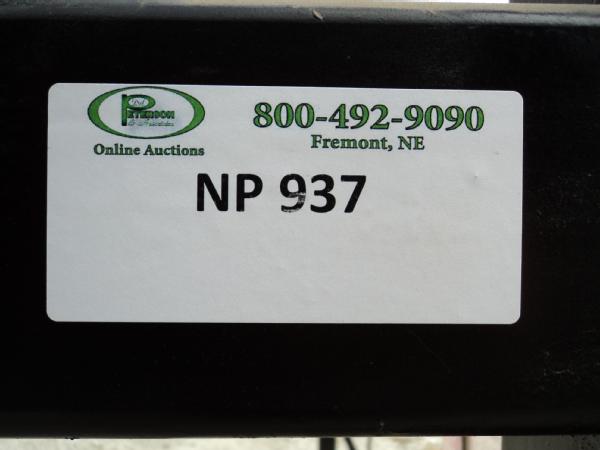 PETERSON
Online Auctions
800-492-9090
Fremont, NE
NP 937